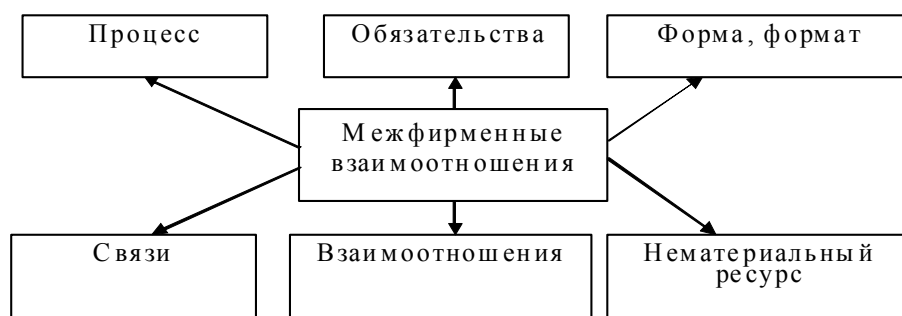 Процесс
Обязательства
Форма, формат
Межфирменные
взаимоотношения
Связи
Взаимоотношения
Нематериальный
ресурс